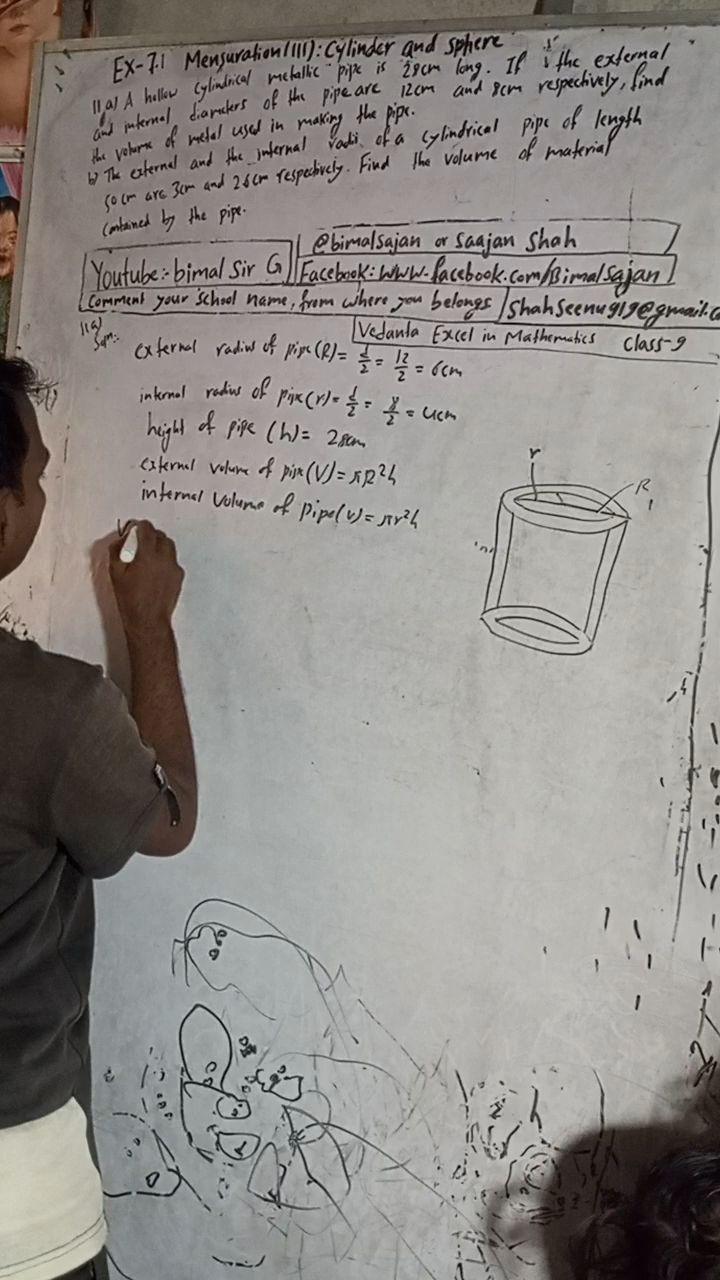 Ex-7.1 Mensuration(III): Cylinder and sphere
11 a) A hollow cylindrical metallic pipe is 28cm long. If the external
and internal diameters of the pipe are 12cm and 8cm respectively, find
the volume of metal used in making the pipe.
b) The external and the internal radii of a cylindrical pipe of length
50cm are 3cm and 2.6cm respectively. Find the volume of material
contained by the pipe.
@bimalsajan or Saajan Shah
Youtube:- bimal Sir G
Facebook: www.facebook.com/Bimalsajan
Comment your school name, from where you belongs
Shahseenu919@gmail.c
Vedanta Excel in Mathematics Class-9
11a)
Soln:-
external radius of pipe(R)= d/2 = 12/2 = 6cm
internal radius of pipe(r)= d/2 = 8/2 = 4cm
height of pipe (h)= 28cm
external volume of pipe(V)= πR²h
internal volume of pipe(v)= πr²h
r
R